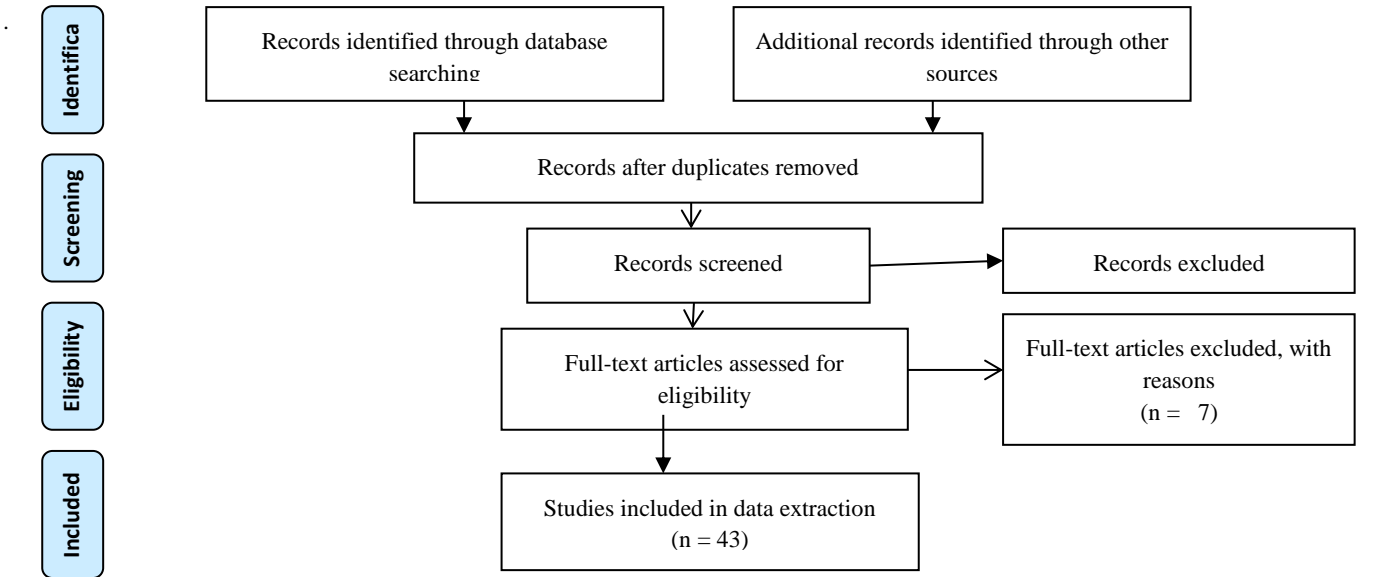 .
Identifica
Records identified through database
searching
Additional records identified through other
sources
Records after duplicates removed
Screening
Records screened
Records excluded
Eligibility
Full-text articles assessed for
eligibility
Full-text articles excluded, with
reasons
(n =   7)
Included
Studies included in data extraction
(n = 43)